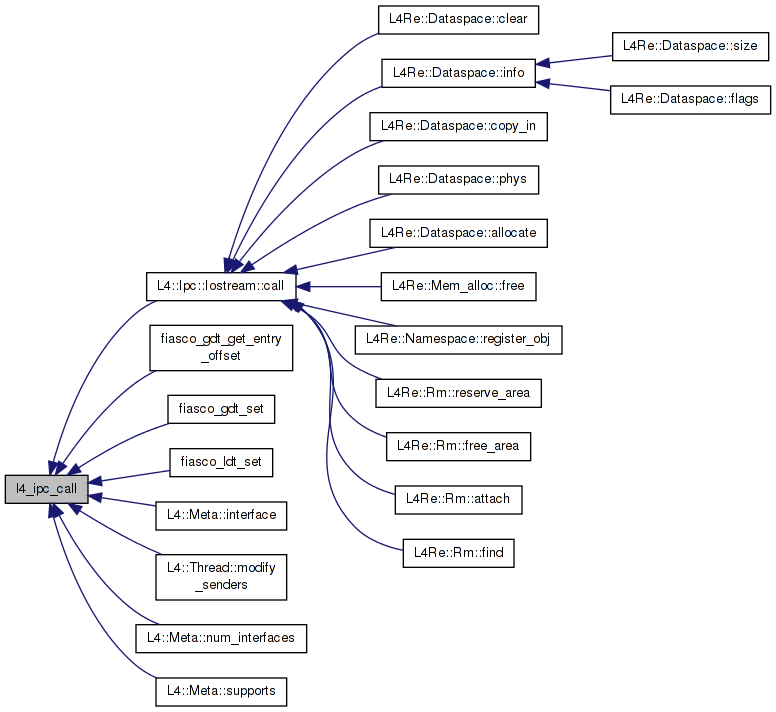 L4Re::Dataspace::clear
L4Re::Dataspace::size
L4Re::Dataspace::info
L4Re::Dataspace::flags
L4Re::Dataspace::copy_in
L4Re::Dataspace::phys
L4Re::Dataspace::allocate
L4::Ipc::Iostream::call
L4Re::Mem_alloc::free
L4Re::Namespace::register_obj
fiasco_gdt_get_entry
_offset
L4Re::Rm::reserve_area
fiasco_gdt_set
L4Re::Rm::free_area
fiasco_ldt_set
l4_ipc_call
L4Re::Rm::attach
L4::Meta::interface
L4Re::Rm::find
L4::Thread::modify
_senders
L4::Meta::num_interfaces
L4::Meta::supports